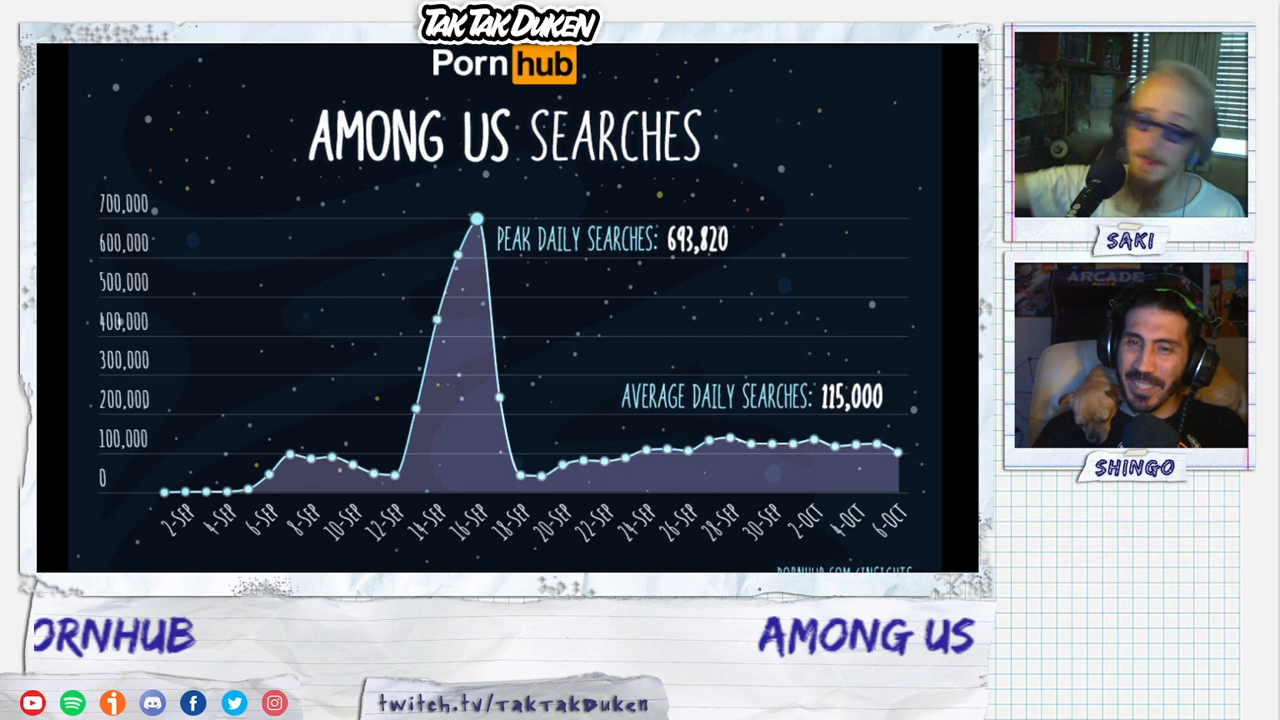 TAK TAK DUKEN
Porn hub
AMONG US SEARCHES
700,000
600,000
500,000
400,000
300,000
200,000
100,000
0
PEAK DAILY SEARCHES: 693,820
AVERAGE DAILY SEARCHES: 115,000
2-SEP
4-SEP
6-SEP
8-SEP
10-SEP
12-SEP
14-SEP
16-SEP
18-SEP
20-SEP
22-SEP
24-SEP
26-SEP
28-SEP
30-SEP
2-OCT
4-OCT
6-OCT
PORNHUB.COM/INSIGHTS
SAKI
ARCADE
SHINGO
ORNHUB
AMONG US
twitch.tv/TAKTAKDUKEN